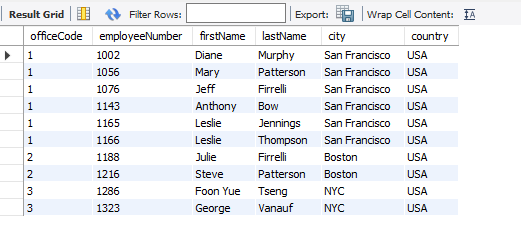 Result Grid Filter Rows: Export: Wrap Cell Content:
officeCode employeeNumber firstName lastName city country
1 1002 Diane Murphy San Francisco USA
1 1056 Mary Patterson San Francisco USA
1 1076 Jeff Firrelli San Francisco USA
1 1143 Anthony Bow San Francisco USA
1 1165 Leslie Jennings San Francisco USA
1 1166 Leslie Thompson San Francisco USA
2 1188 Julie Firrelli Boston USA
2 1216 Steve Patterson Boston USA
3 1286 Foon Yue Tseng NYC USA
3 1323 George Vanauf NYC USA